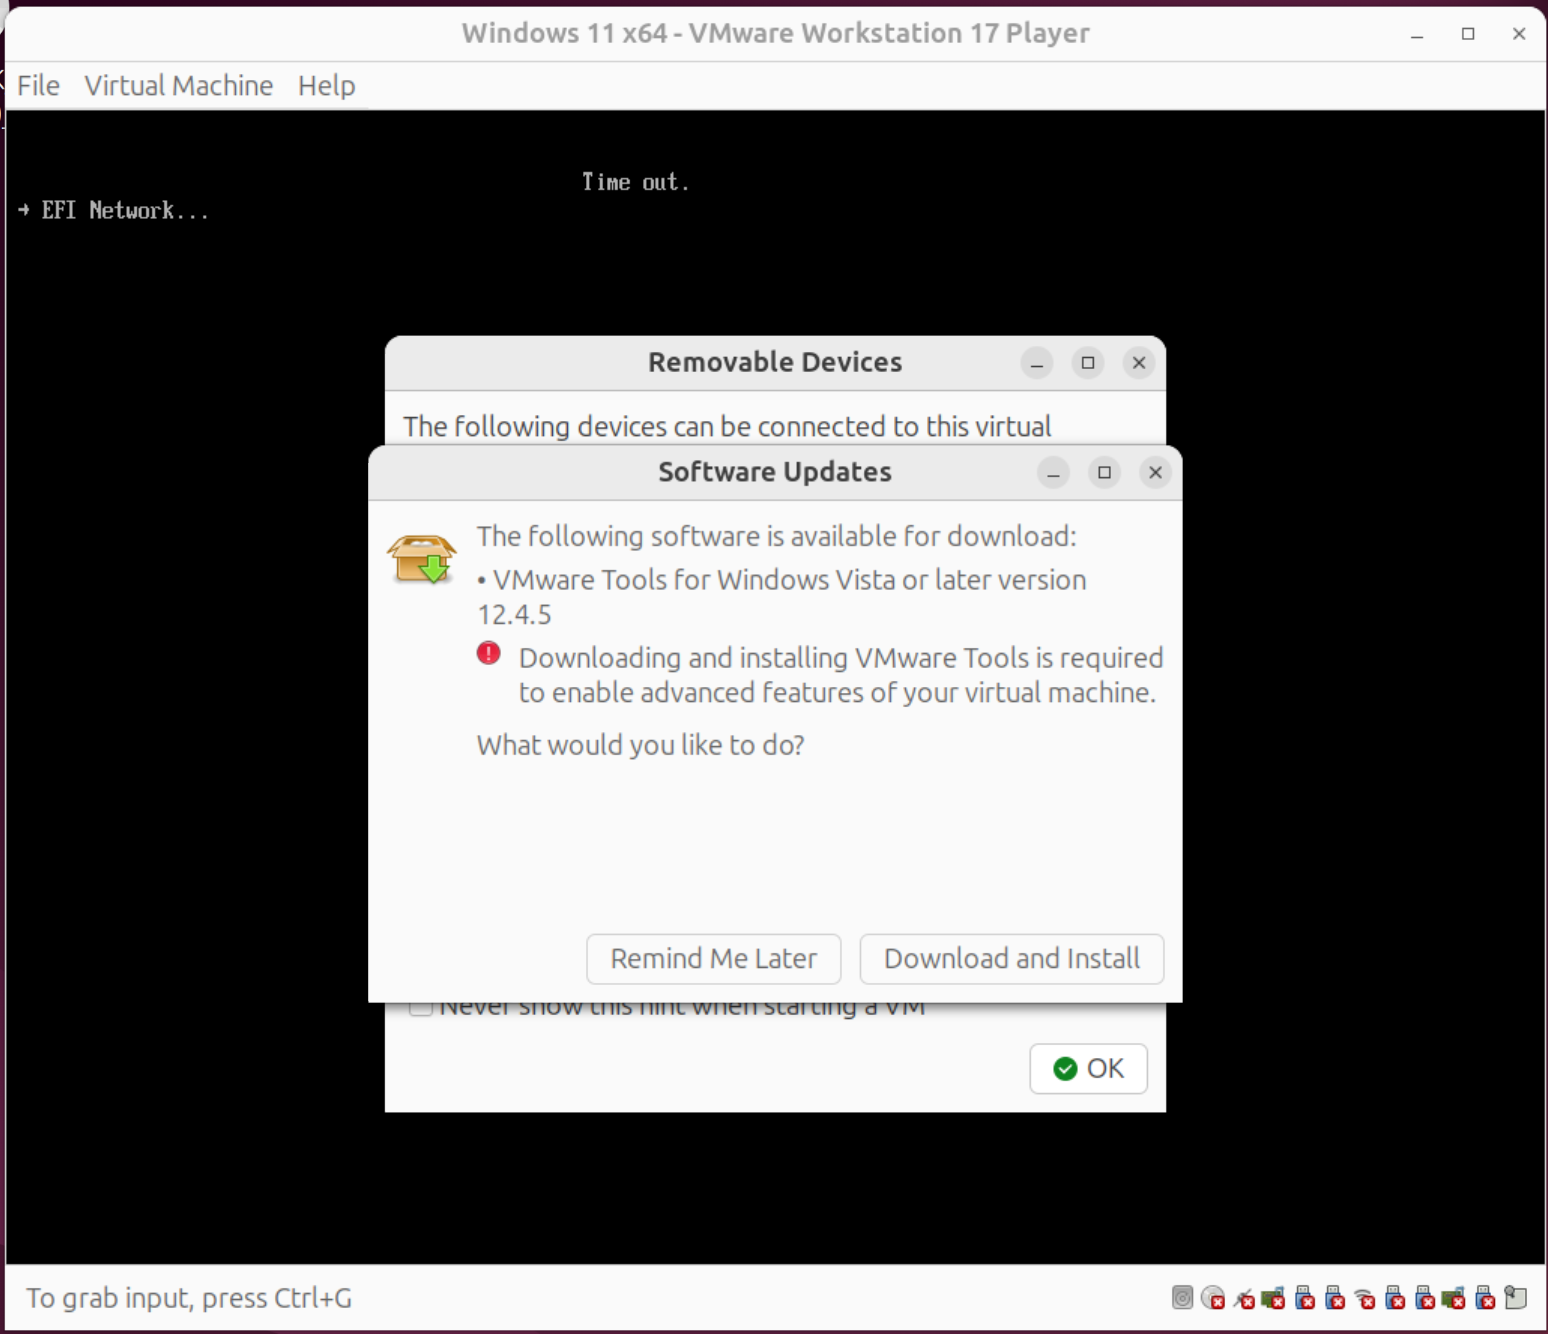 Windows 11 x64 - VMware Workstation 17 Player
File Virtual Machine Help
Time out.
→ EFI Network...
Removable Devices
The following devices can be connected to this virtual
Software Updates
The following software is available for download:
• VMware Tools for Windows Vista or later version
12.4.5
Downloading and installing VMware Tools is required
to enable advanced features of your virtual machine.
What would you like to do?
Remind Me Later Download and Install
Never show this hint when starting a VM
OK
To grab input, press Ctrl+G